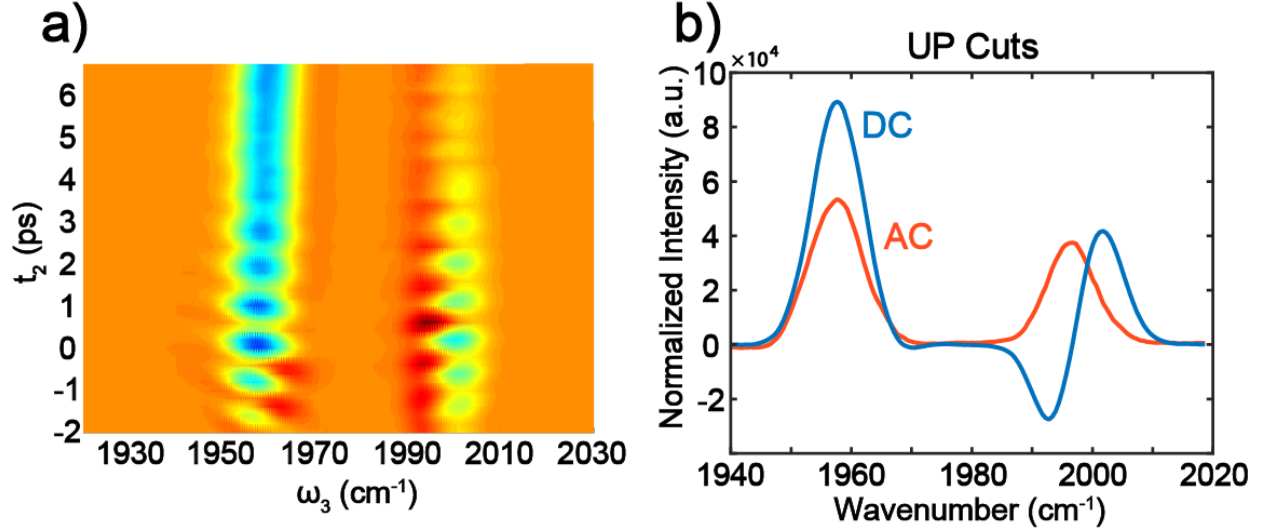 a)
6
5
4
3
2
1
0
-1
-2
t2 (ps)
1930 1950 1970 1990 2010 2030
ω3 (cm-1)
b)
UP Cuts
×10^4
10
8
6
4
2
0
-2
Normalized Intensity (a.u.)
DC
AC
1940 1960 1980 2000 2020
Wavenumber (cm-1)